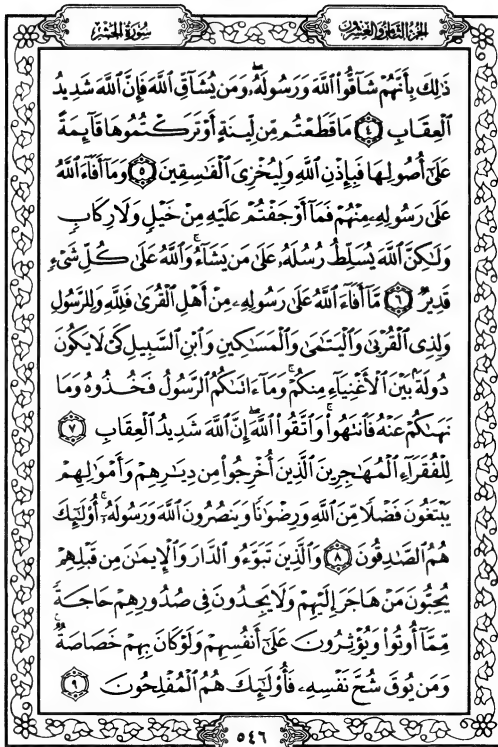 الجزء الثامن والعشرون
سورة الحشر
ذَٰلِكَ بِأَنَّهُمْ شَاقُّوا۟ ٱللَّهَ وَرَسُولَهُۥ ۖ وَمَن يُشَآقِّ ٱللَّهَ فَإِنَّ ٱللَّهَ شَدِيدُ
ٱلْعِقَابِ ٤ مَا قَطَعْتُم مِّن لِّينَةٍ أَوْ تَرَكْتُمُوهَا قَآئِمَةً
عَلَىٰٓ أُصُولِهَا فَبِإِذْنِ ٱللَّهِ وَلِيُخْزِىَ ٱلْفَـٰسِقِينَ ٥ وَمَآ أَفَآءَ ٱللَّهُ
عَلَىٰ رَسُولِهِۦ مِنْهُمْ فَمَآ أَوْجَفْتُمْ عَلَيْهِ مِنْ خَيْلٍ وَلَا رِكَابٍ
وَلَـٰكِنَّ ٱللَّهَ يُسَلِّطُ رُسُلَهُۥ عَلَىٰ مَن يَشَآءُ ۚ وَٱللَّهُ عَلَىٰ كُلِّ شَىْءٍ
قَدِيرٌ ٦ مَّآ أَفَآءَ ٱللَّهُ عَلَىٰ رَسُولِهِۦ مِنْ أَهْلِ ٱلْقُرَىٰ فَلِلَّهِ وَلِلرَّسُولِ
وَلِذِى ٱلْقُرْبَىٰ وَٱلْيَتَـٰمَىٰ وَٱلْمَسَـٰكِينِ وَٱبْنِ ٱلسَّبِيلِ كَىْ لَا يَكُونَ
دُولَةًۢ بَيْنَ ٱلْأَغْنِيَآءِ مِنكُمْ ۚ وَمَآ ءَاتَىٰكُمُ ٱلرَّسُولُ فَخُذُوهُ وَمَا
نَهَىٰكُمْ عَنْهُ فَٱنتَهُوا۟ ۚ وَٱتَّقُوا۟ ٱللَّهَ ۖ إِنَّ ٱللَّهَ شَدِيدُ ٱلْعِقَابِ ٧
لِلْفُقَرَآءِ ٱلْمُهَـٰجِرِينَ ٱلَّذِينَ أُخْرِجُوا۟ مِن دِيَـٰرِهِمْ وَأَمْوَٰلِهِمْ
يَبْتَغُونَ فَضْلًا مِّنَ ٱللَّهِ وَرِضْوَٰنًا وَيَنصُرُونَ ٱللَّهَ وَرَسُولَهُۥٓ ۚ أُو۟لَـٰٓئِكَ
هُمُ ٱلصَّـٰدِقُونَ ٨ وَٱلَّذِينَ تَبَوَّءُو ٱلدَّارَ وَٱلْإِيمَـٰنَ مِن قَبْلِهِمْ
يُحِبُّونَ مَنْ هَاجَرَ إِلَيْهِمْ وَلَا يَجِدُونَ فِى صُدُورِهِمْ حَاجَةً
مِّمَّآ أُوتُوا۟ وَيُؤْثِرُونَ عَلَىٰٓ أَنفُسِهِمْ وَلَوْ كَانَ بِهِمْ خَصَاصَةٌ ۚ
وَمَن يُوقَ شُحَّ نَفْسِهِۦ فَأُو۟لَـٰٓئِكَ هُمُ ٱلْمُفْلِحُونَ ٩
٥٤٦